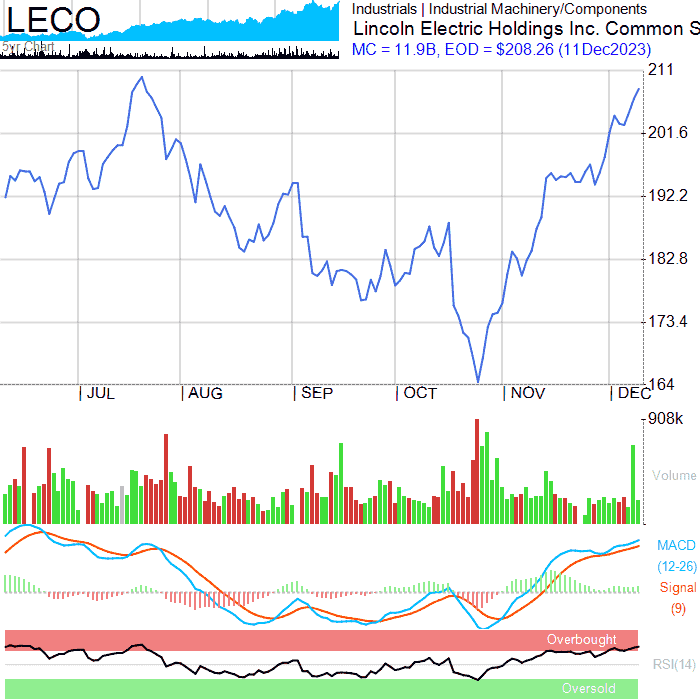 LECO
5yr Chart
Industrials | Industrial Machinery/Components
Lincoln Electric Holdings Inc. Common S
MC = 11.9B, EOD = $208.26 (11Dec2023)
211
201.6
192.2
182.8
173.4
164
| JUL | AUG | SEP | OCT | NOV | DEC
908k
Volume
MACD
(12-26)
Signal
(9)
Overbought
RSI(14)
Oversold